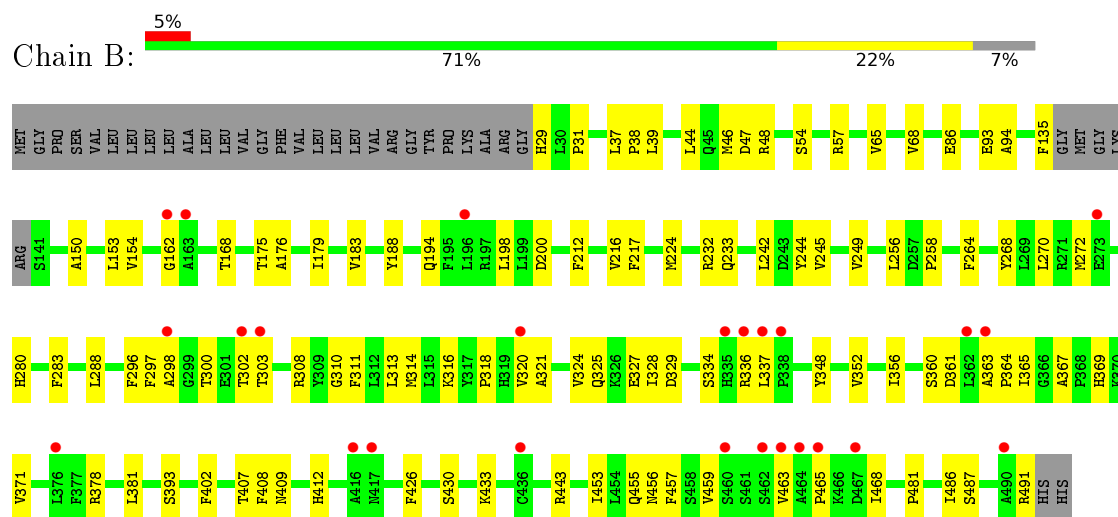 5%
Chain B:
71% 22% 7%
MET GLY PRO SER VAL LEU LEU LEU LEU LEU ALA LEU LEU VAL GLY PHE VAL LEU LEU LEU VAL ARG GLY TYR PRO LYS ALA ARG GLY H29 L30 P31 L37 P38 L39 L44 Q45 M46 D47 R48 S54 R57 V65 V68 E86 E93 A94 F135 GLY MET GLY LYS
ARG S141 A150 L153 V154 G162 A163 T168 T175 A176 I179 V183 Y188 Q194 F195 L196 R197 L198 L199 D200 F212 V216 F217 M224 R232 Q233 L242 D243 Y244 V245 V249 L256 D257 P258 F264 Y268 L269 L270 R271 M272 E273
H280 F283 L288 F296 F297 A298 G299 T300 E301 T302 T303 R308 Y309 G310 F311 L312 L313 M314 L315 K316 Y317 P318 H319 V320 A321 V324 Q325 K326 E327 I328 D329 S334 H335 R336 L337 P338 Y348 V352 I356 S360 D361 L362 A363 P364 I365 G366 A367 P368 H369 K370
V371 L376 F377 R378 L381 S393 F402 T407 F408 N409 H412 A416 N417 F426 S430 K433 C436 R443 I453 L454 Q455 N456 F457 S458 V459 S460 S461 S462 V463 A464 P465 K466 D467 I468 P481 I486 S487 A490 R491 HIS HIS